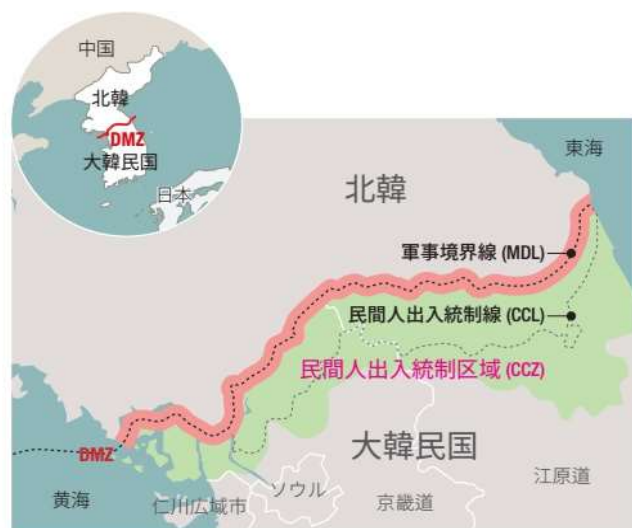 中国
北韓
DMZ
大韓民国
日本
東海
北韓
軍事境界線 (MDL)
民間人出入統制線 (CCL)
民間人出入統制区域 (CCZ)
DMZ
大韓民国
黄海
仁川広域市
ソウル
京畿道
江原道